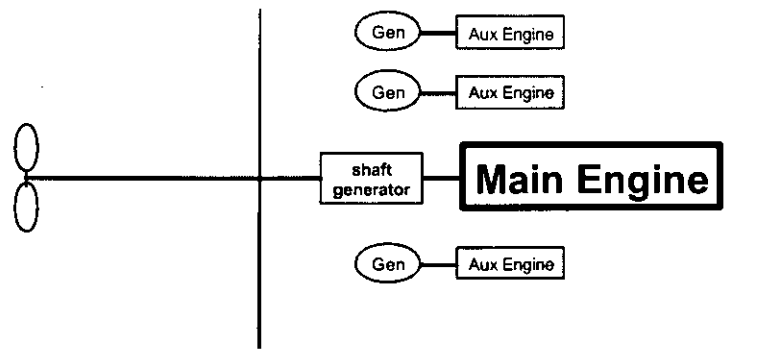 Gen
Aux Engine
Gen
Aux Engine
shaft
generator
Main Engine
Gen
Aux Engine